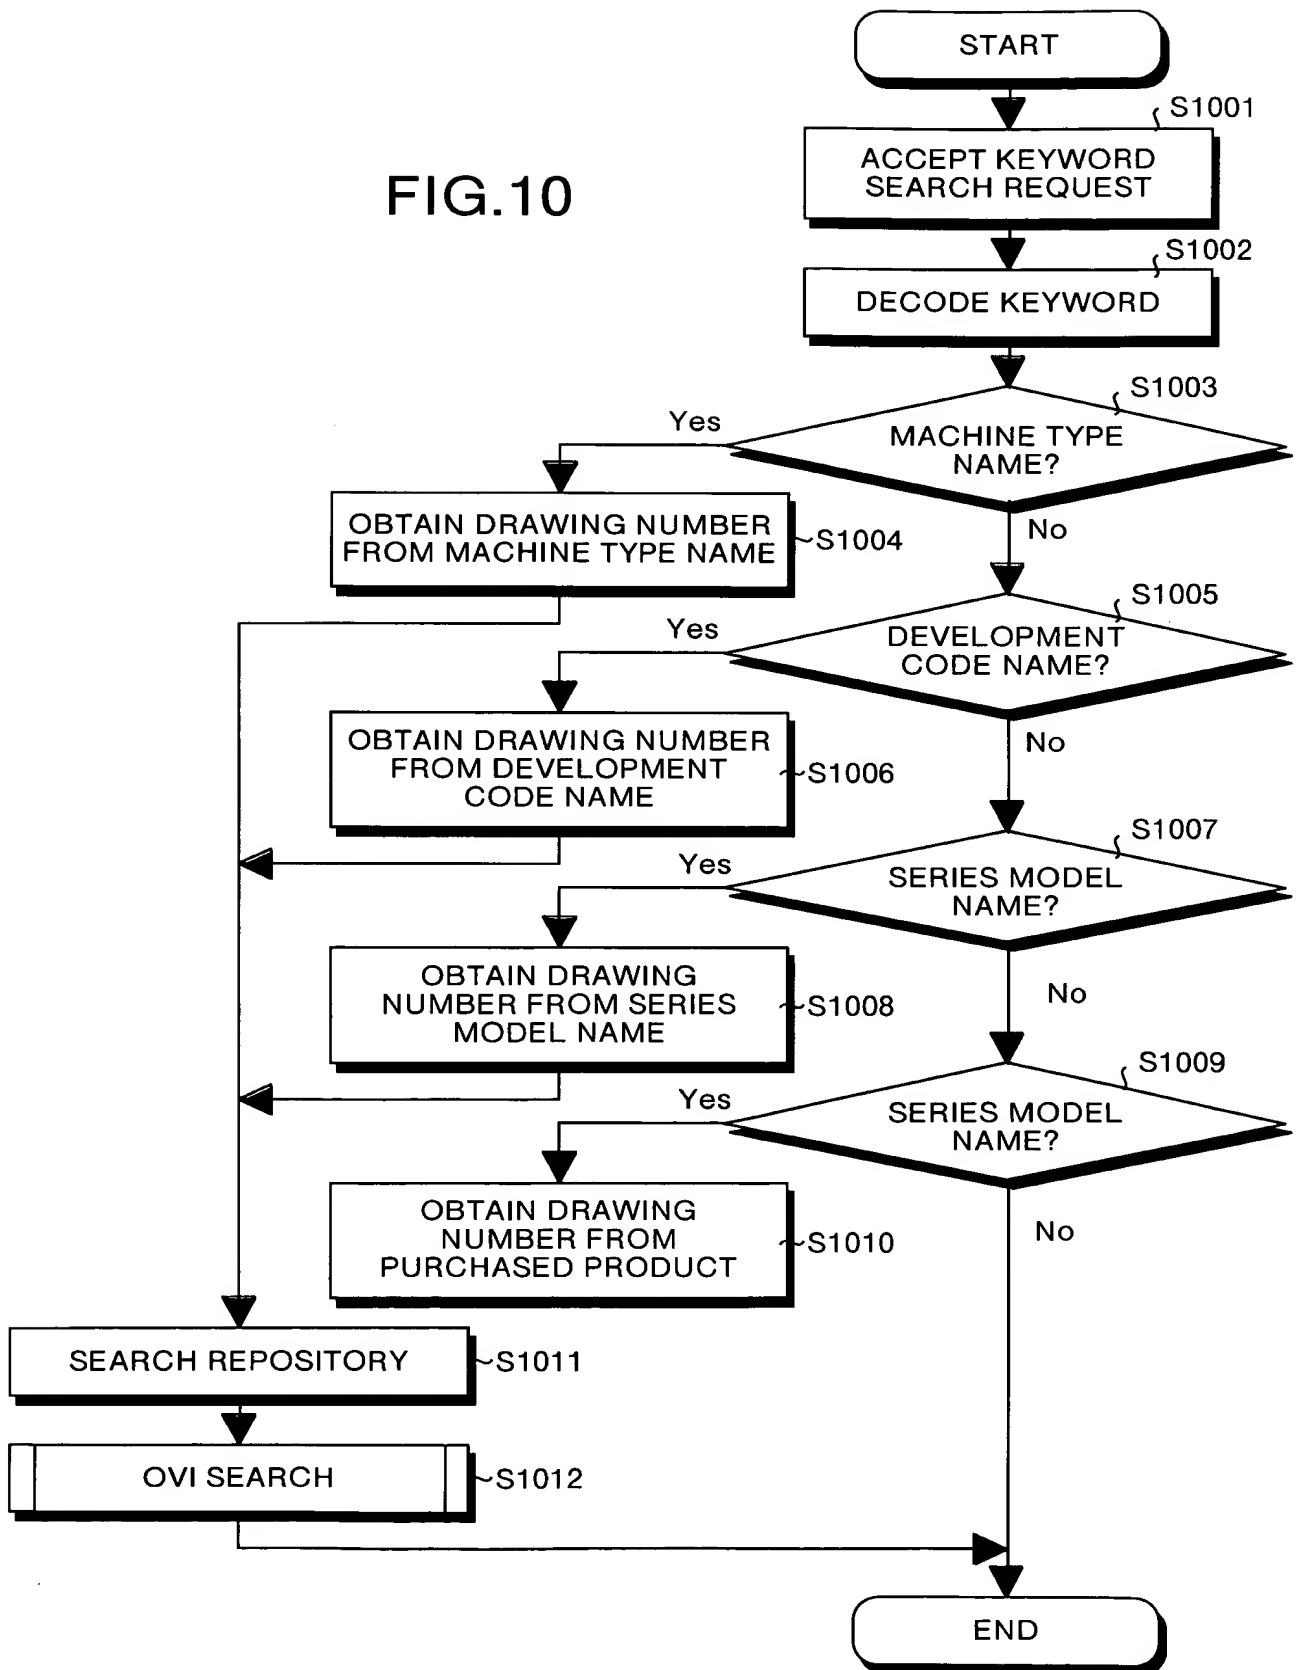 START
S1001
FIG.10
ACCEPT KEYWORD
SEARCH REQUEST
S1002
DECODE KEYWORD
S1003
Yes
MACHINE TYPE
NAME?
No
OBTAIN DRAWING NUMBER
FROM MACHINE TYPE NAME
S1004
S1005
Yes
DEVELOPMENT
CODE NAME?
No
OBTAIN DRAWING NUMBER
FROM DEVELOPMENT
CODE NAME
S1006
S1007
Yes
SERIES MODEL
NAME?
No
OBTAIN DRAWING
NUMBER FROM SERIES
MODEL NAME
S1008
S1009
Yes
SERIES MODEL
NAME?
No
OBTAIN DRAWING
NUMBER FROM
PURCHASED PRODUCT
S1010
SEARCH REPOSITORY
S1011
OVI SEARCH
S1012
END